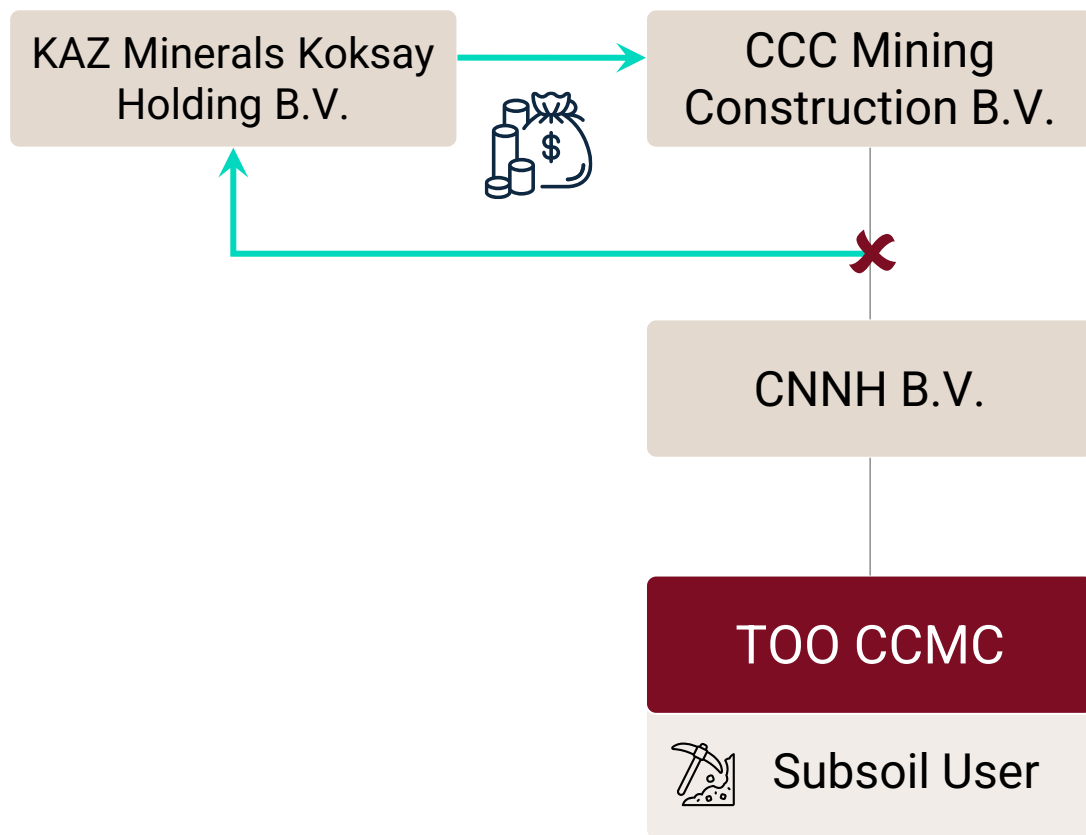 KAZ Minerals Koksay
Holding B.V.
CCC Mining
Construction B.V.
$
CNNH B.V.
TOO CCMC
Subsoil User